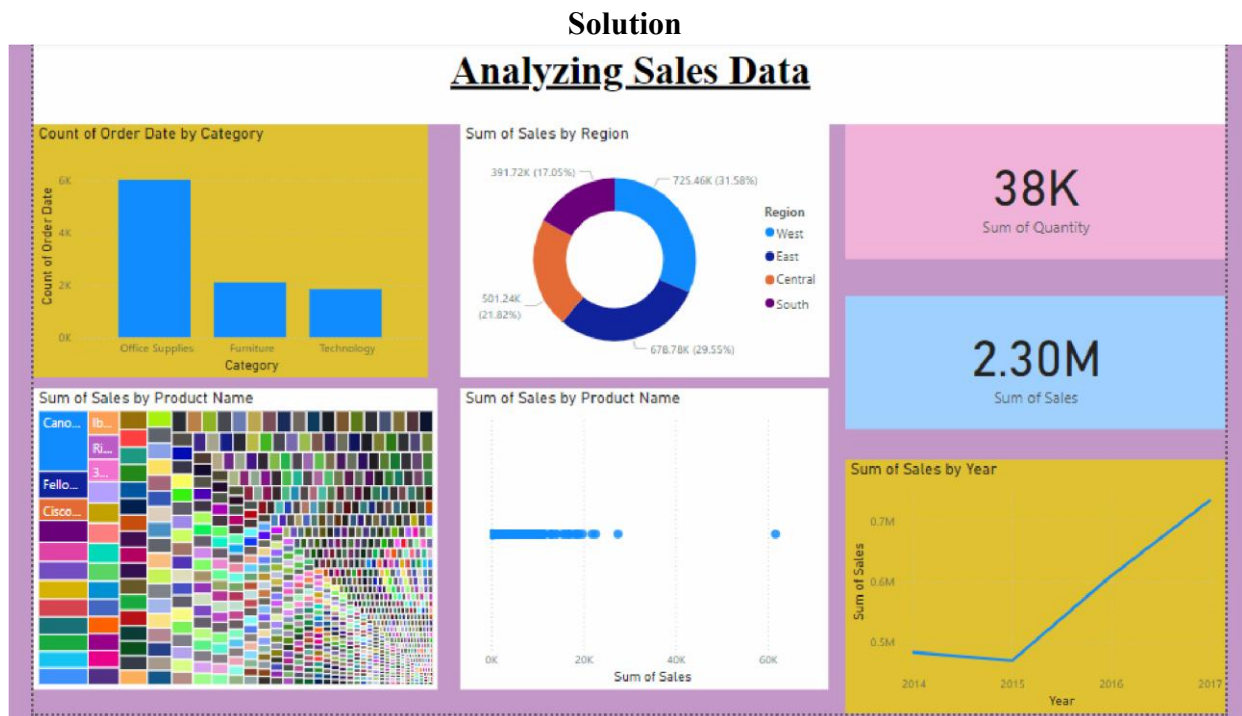 Solution
Analyzing Sales Data
Count of Order Date by Category
Count of Order Date
6K
4K
2K
0K
Office Supplies Furniture Technology
Category
Sum of Sales by Region
391.72K (17.05%)
725.46K (31.58%)
501.24K
(21.82%)
678.78K (29.55%)
Region
West
East
Central
South
38K
Sum of Quantity
2.30M
Sum of Sales
Sum of Sales by Product Name
Cano...
Ib...
Ri...
3...
Fello...
Cisco...
Sum of Sales by Product Name
0K 20K 40K 60K
Sum of Sales
Sum of Sales by Year
Sum of Sales
0.7M
0.6M
0.5M
2014 2015 2016 2017
Year